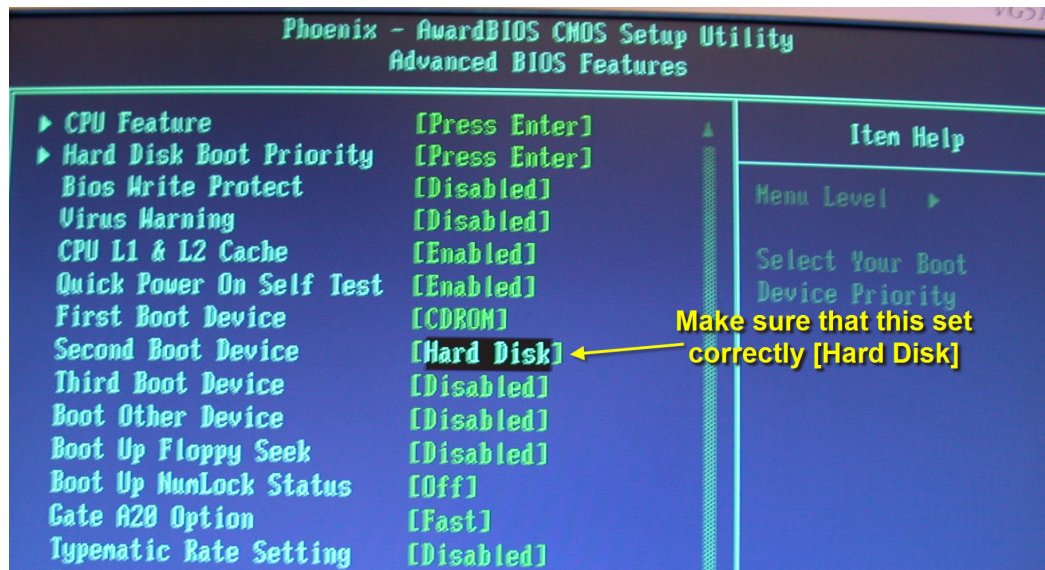 Phoenix - AwardBIOS CMOS Setup Utility
Advanced BIOS Features
CPU Feature [Press Enter]
Hard Disk Boot Priority [Press Enter]
Bios Write Protect [Disabled]
Virus Warning [Disabled]
CPU L1 & L2 Cache [Enabled]
Quick Power On Self Test [Enabled]
First Boot Device [CDROM]
Second Boot Device [Hard Disk]
Third Boot Device [Disabled]
Boot Other Device [Disabled]
Boot Up Floppy Seek [Disabled]
Boot Up NumLock Status [Off]
Gate A20 Option [Fast]
Typematic Rate Setting [Disabled]
Item Help
Menu Level
Select Your Boot
Device Priority
Make sure that this set
correctly [Hard Disk]